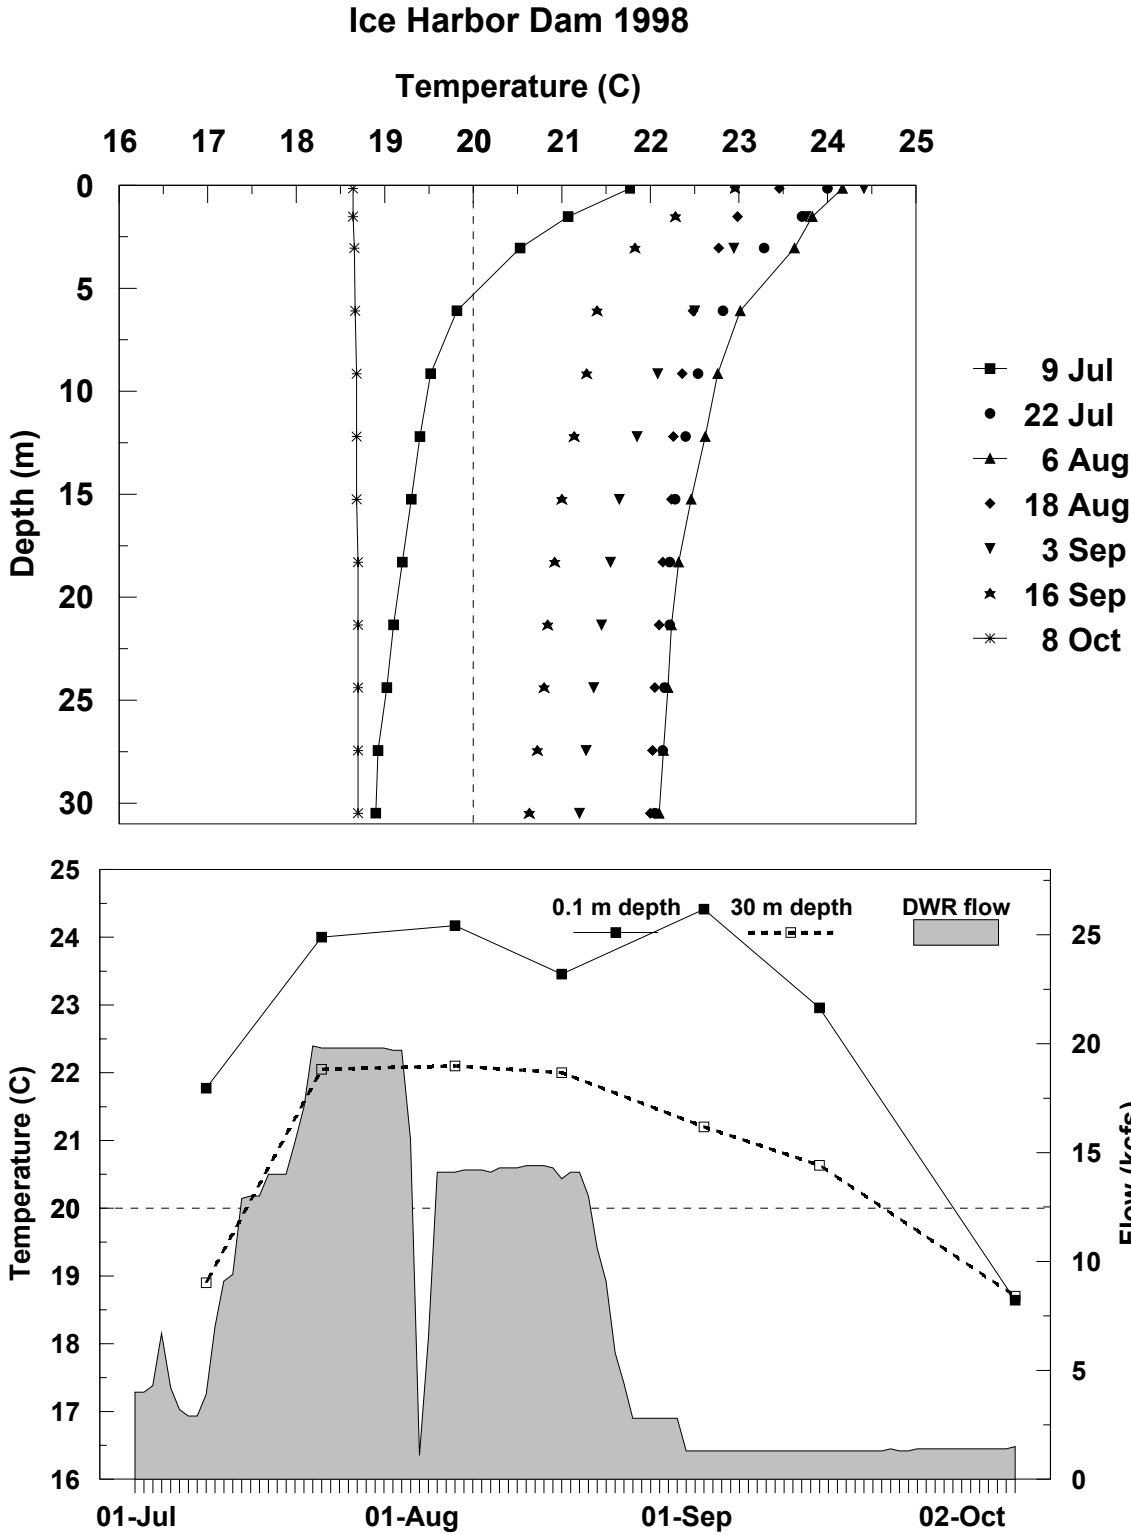 Ice Harbor Dam 1998
Temperature (C)
16 17 18 19 20 21 22 23 24 25
0
5
10
15
20
25
30
Depth (m)
9 Jul
22 Jul
6 Aug
18 Aug
3 Sep
16 Sep
8 Oct
25
24
23
22
21
20
19
18
17
16
Temperature (C)
0.1 m depth 30 m depth DWR flow
25
20
15
10
5
0
Flow (kcfs)
01-Jul 01-Aug 01-Sep 02-Oct